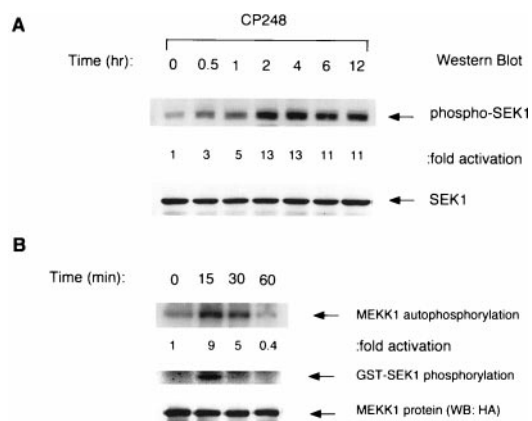 A
CP248
Time (hr): 0 0.5 1 2 4 6 12 Western Blot
phospho-SEK1
1 3 5 13 13 11 11 :fold activation
SEK1
B
Time (min): 0 15 30 60
MEKK1 autophosphorylation
1 9 5 0.4 :fold activation
GST-SEK1 phosphorylation
MEKK1 protein (WB: HA)